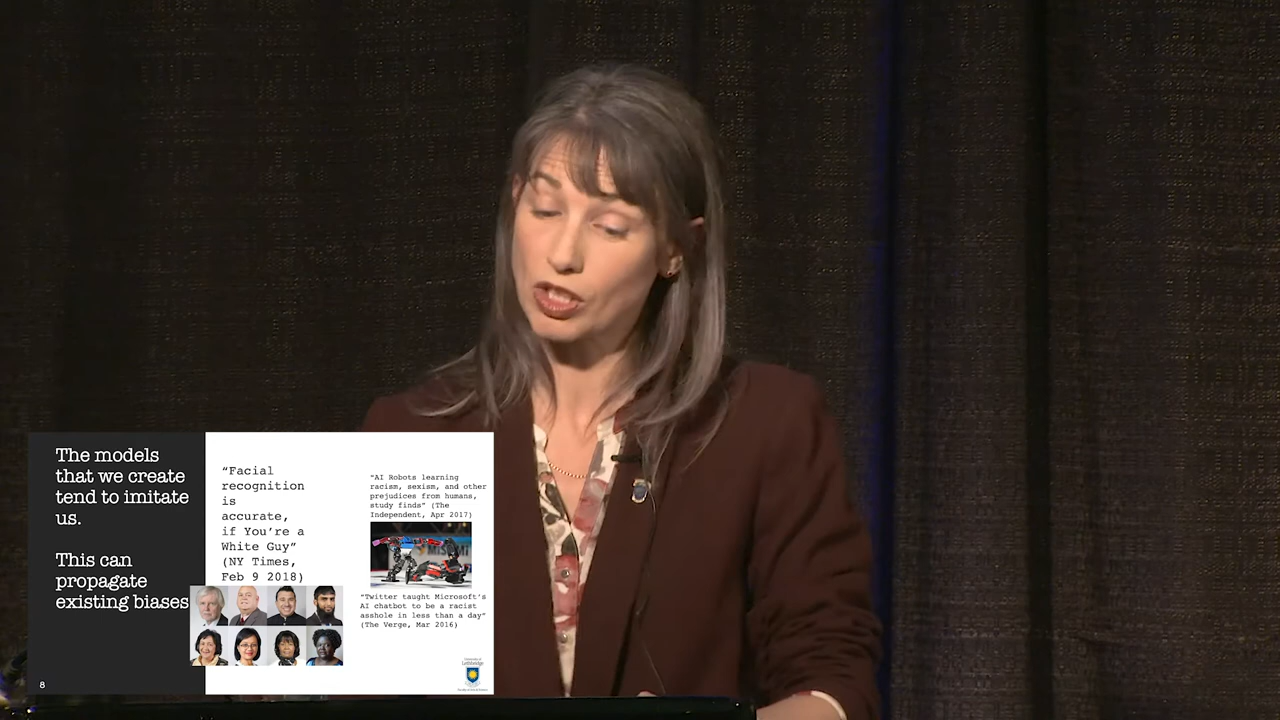 The models
that we create
tend to imitate
us.
This can
propagate
existing biases
8
“Facial
recognition
is
accurate,
if You’re a
White Guy”
(NY Times,
Feb 9 2018)
“AI Robots learning
racism, sexism, and other
prejudices from humans,
study finds” (The
Independent, Apr 2017)
“Twitter taught Microsoft's
AI chatbot to be a racist
asshole in less than a day”
(The Verge, Mar 2016)
University of
Lethbridge